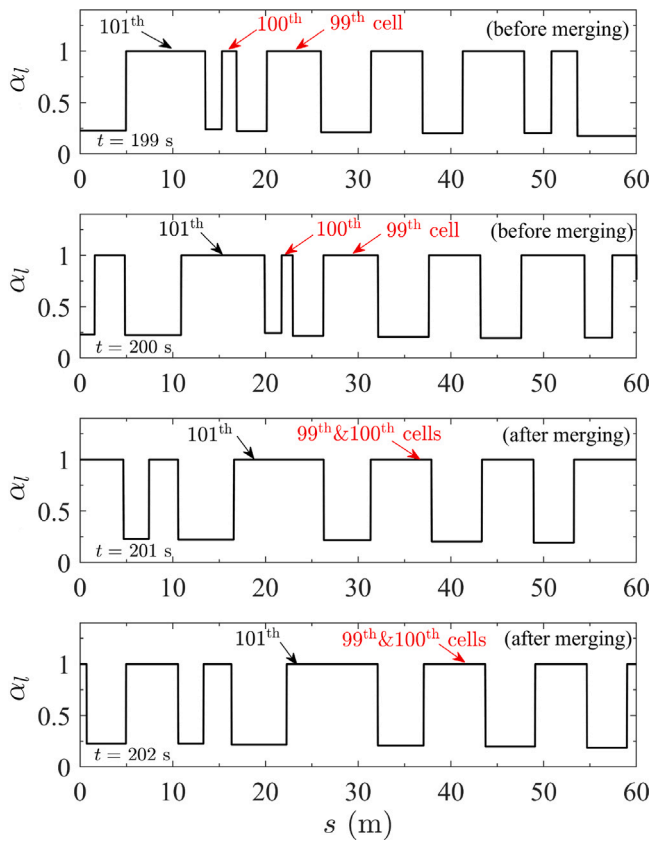 101th 100th 99th cell (before merging)
1
αl
0.5
t = 199 s
0
0 10 20 30 40 50 60
101th 100th 99th cell (before merging)
1
αl
0.5
t = 200 s
0
0 10 20 30 40 50 60
101th 99th&100th cells (after merging)
1
αl
0.5
t = 201 s
0
0 10 20 30 40 50 60
101th 99th&100th cells (after merging)
1
αl
0.5
t = 202 s
0
0 10 20 30 40 50 60
s (m)